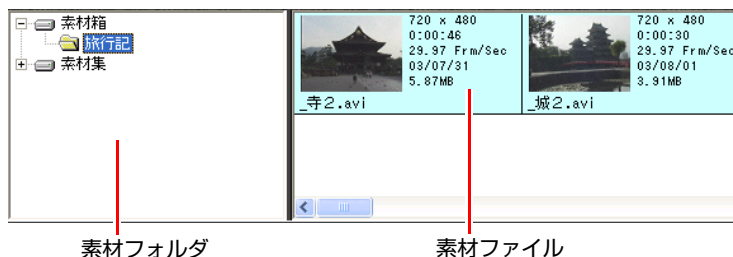 素材箱
旅行記
素材集
720 x 480
0:00:46
29.97 Frm/Sec
03/07/31
5.87MB
_寺2.avi
720 x 480
0:00:30
29.97 Frm/Sec
03/08/01
3.91MB
_城2.avi
素材フォルダ
素材ファイル